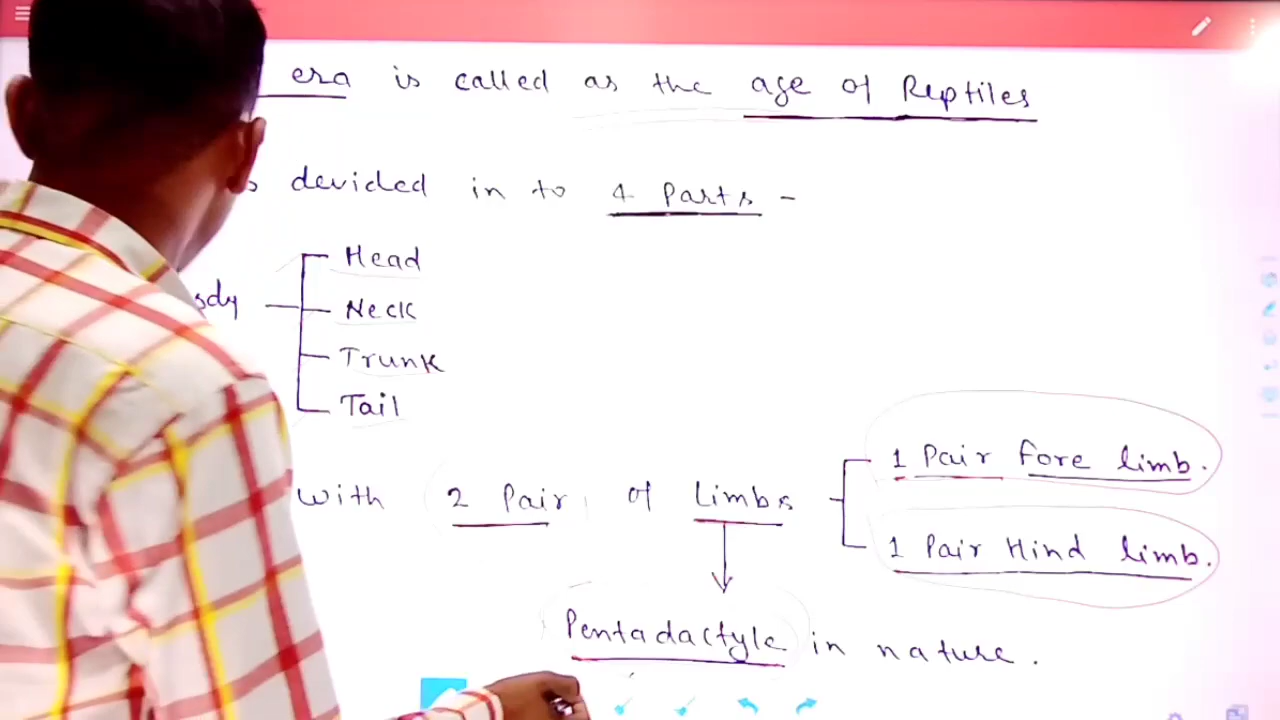 era is called as the age of Reptiles
devided in to 4 Parts -
Head
Neck
Trunk
Tail
with 2 Pair of Limbs
1 Pair fore limb.
1 Pair Hind limb.
Pentadactyle in nature.